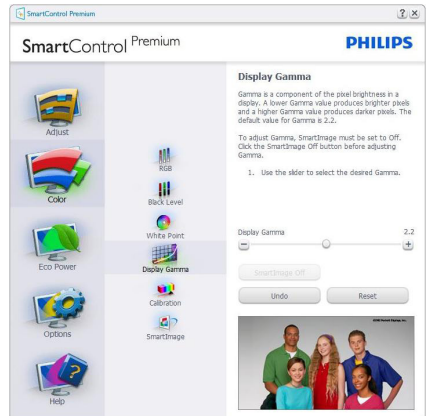 SmartControl Premium
SmartControl Premium
PHILIPS
Adjust
Color
Eco Power
Options
Help
RGB
Black Level
White Point
Display Gamma
Calibration
SmartImage
Display Gamma
Gamma is a component of the pixel brightness in a
display. A lower Gamma value produces brighter pixels
and a higher Gamma value produces darker pixels. The
default value for Gamma is 2.2.
To adjust Gamma, SmartImage must be set to Off.
Click the SmartImage Off button before adjusting
Gamma.
1. Use the slider to select the desired Gamma.
Display Gamma 2.2
SmartImage Off
Undo
Reset